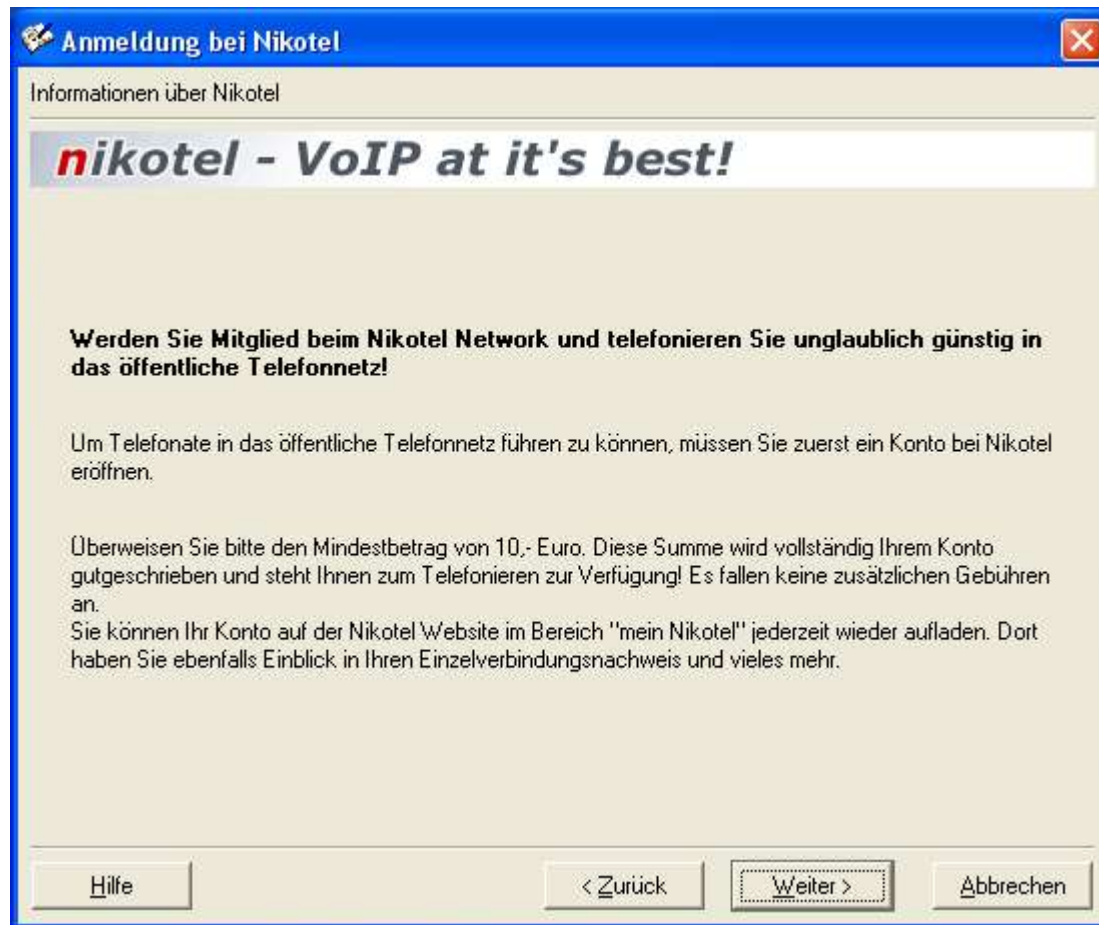 Anmeldung bei Nikotel
Informationen über Nikotel
nikotel - VoIP at it's best!
Werden Sie Mitglied beim Nikotel Network und telefonieren Sie unglaublich günstig in
das öffentliche Telefonnetz!
Um Telefonate in das öffentliche Telefonnetz führen zu können, müssen Sie zuerst ein Konto bei Nikotel
eröffnen.
Überweisen Sie bitte den Mindestbetrag von 10,- Euro. Diese Summe wird vollständig Ihrem Konto
gutgeschrieben und steht Ihnen zum Telefonieren zur Verfügung! Es fallen keine zusätzlichen Gebühren
an.
Sie können Ihr Konto auf der Nikotel Website im Bereich "mein Nikotel" jederzeit wieder aufladen. Dort
haben Sie ebenfalls Einblick in Ihren Einzelverbindungsnachweis und vieles mehr.
Hilfe < Zurück Weiter > Abbrechen